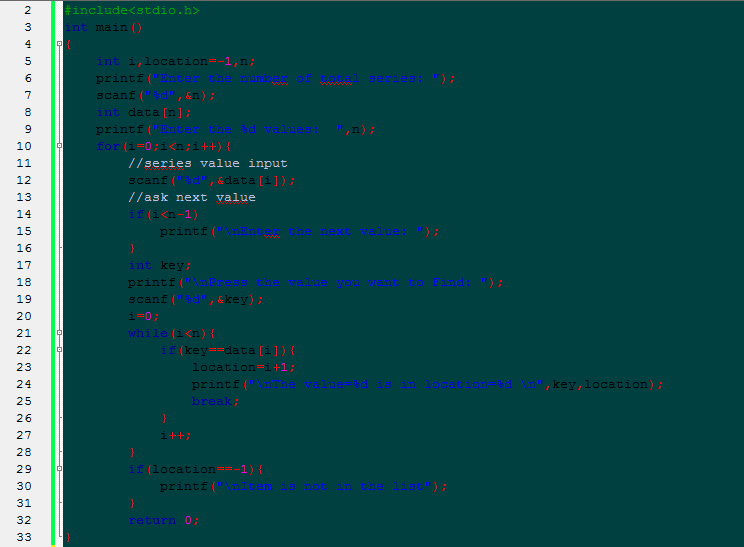 2 #include<stdio.h>
3 int main()
4 {
5 int i,location=-1,n;
6 printf("Enter the number of total series: ");
7 scanf("%d",&n);
8 int data[n];
9 printf("Enter the %d values:  ",n);
10 for(i=0;i<n;i++){
11 //series value input
12 scanf("%d",&data[i]);
13 //ask next value
14 if(i<n-1)
15 printf("\nEnter the next value: ");
16 }
17 int key;
18 printf("\nPress the value you want to find: ");
19 scanf("%d",&key);
20 i=0;
21 while(i<n){
22 if(key==data[i]){
23 location=i+1;
24 printf("\nThe value=%d is in location=%d \n",key,location);
25 break;
26 }
27 i++;
28 }
29 if(location==-1){
30 printf("\nItem is not in the list");
31 }
32 return 0;
33 }